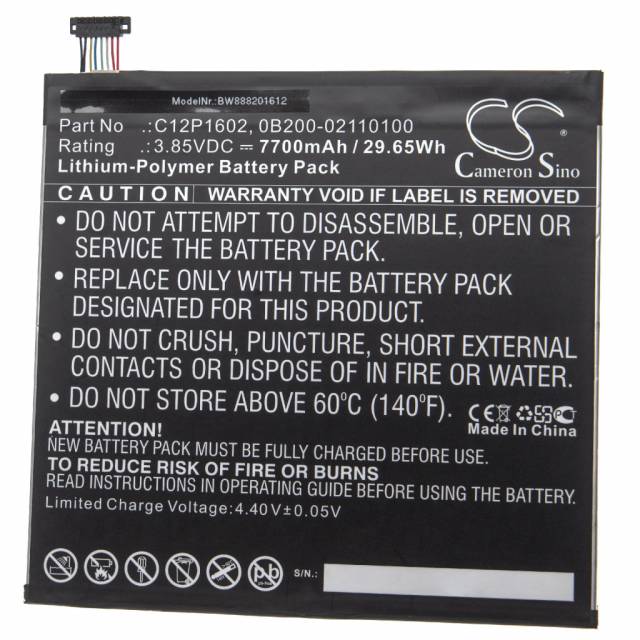 ModelNr.:BW888201612
Part No .:C12P1602, 0B200-02110100
Rating .:3.85VDC ⎓ 7700mAh / 29.65Wh
Lithium-Polymer Battery Pack
CS
Cameron Sino
CAUTION WARRANTY VOID IF LABEL IS REMOVED
• DO NOT ATTEMPT TO DISASSEMBLE, OPEN OR
SERVICE THE BATTERY PACK.
• REPLACE ONLY WITH THE BATTERY PACK
DESIGNATED FOR THIS PRODUCT.
• DO NOT CRUSH, PUNCTURE, SHORT EXTERNAL
CONTACTS OR DISPOSE OF IN FIRE OR WATER.
• DO NOT STORE ABOVE 60°C (140°F).
CE
Made In China
ATTENTION!
NEW BATTERY PACK MUST BE FULLY CHARGED BEFORE USE.
TO REDUCE RISK OF FIRE OR BURNS
READ INSTRUCTIONS IN OPERATING GUIDE BEFORE USE
Limited Charge Voltage:4.40V±0.05V
pb
S/N.: